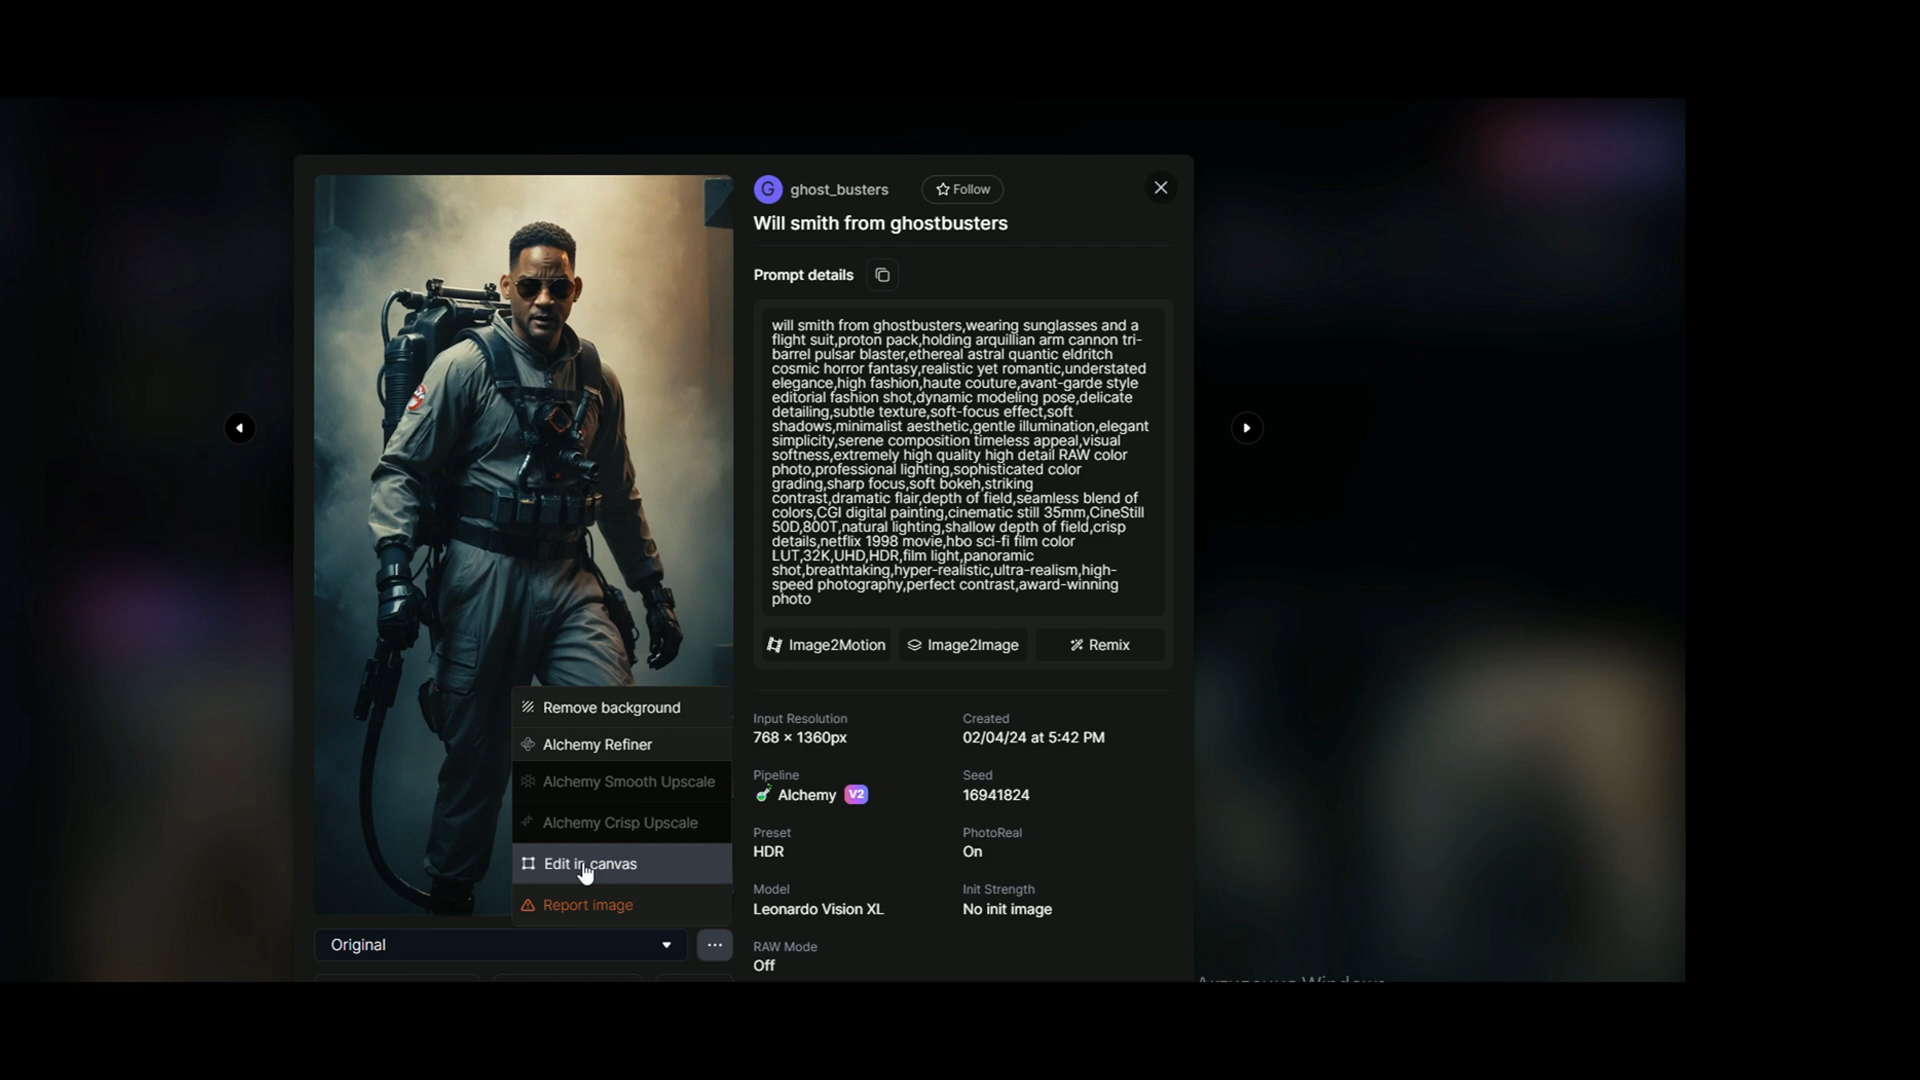 G ghost_busters
Follow
Will smith from ghostbusters
Prompt details
will smith from ghostbusters,wearing sunglasses and a
flight suit,proton pack,holding arquillian arm cannon tri-
barrel pulsar blaster,ethereal astral quantic eldritch
cosmic horror fantasy,realistic yet romantic,understated
elegance,high fashion,haute couture,avant-garde style
editorial fashion shot,dynamic modeling pose,delicate
detailing,subtle texture,soft-focus effect,soft
shadows,minimalist aesthetic,gentle illumination,elegant
simplicity,serene composition timeless appeal,visual
softness,extremely high quality high detail RAW color
photo,professional lighting,sophisticated color
grading,sharp focus,soft bokeh,striking
contrast,dramatic flair,depth of field,seamless blend of
colors,CGI digital painting,cinematic still 35mm,CineStill
50D,800T,natural lighting,shallow depth of field,crisp
details,netflix 1998 movie,hbo sci-fi film color
LUT,32K,UHD,HDR,film light,panoramic
shot,breathtaking,hyper-realistic,ultra-realism,high-
speed photography,perfect contrast,award-winning
photo
Image2Motion
Image2Image
Remix
Remove background
Alchemy Refiner
Alchemy Smooth Upscale
Alchemy Crisp Upscale
Edit in canvas
Report image
Original
Input Resolution
768 × 1360px
Created
02/04/24 at 5:42 PM
Pipeline
Alchemy V2
Seed
16941824
Preset
HDR
PhotoReal
On
Model
Leonardo Vision XL
Init Strength
No init image
RAW Mode
Off
Windows